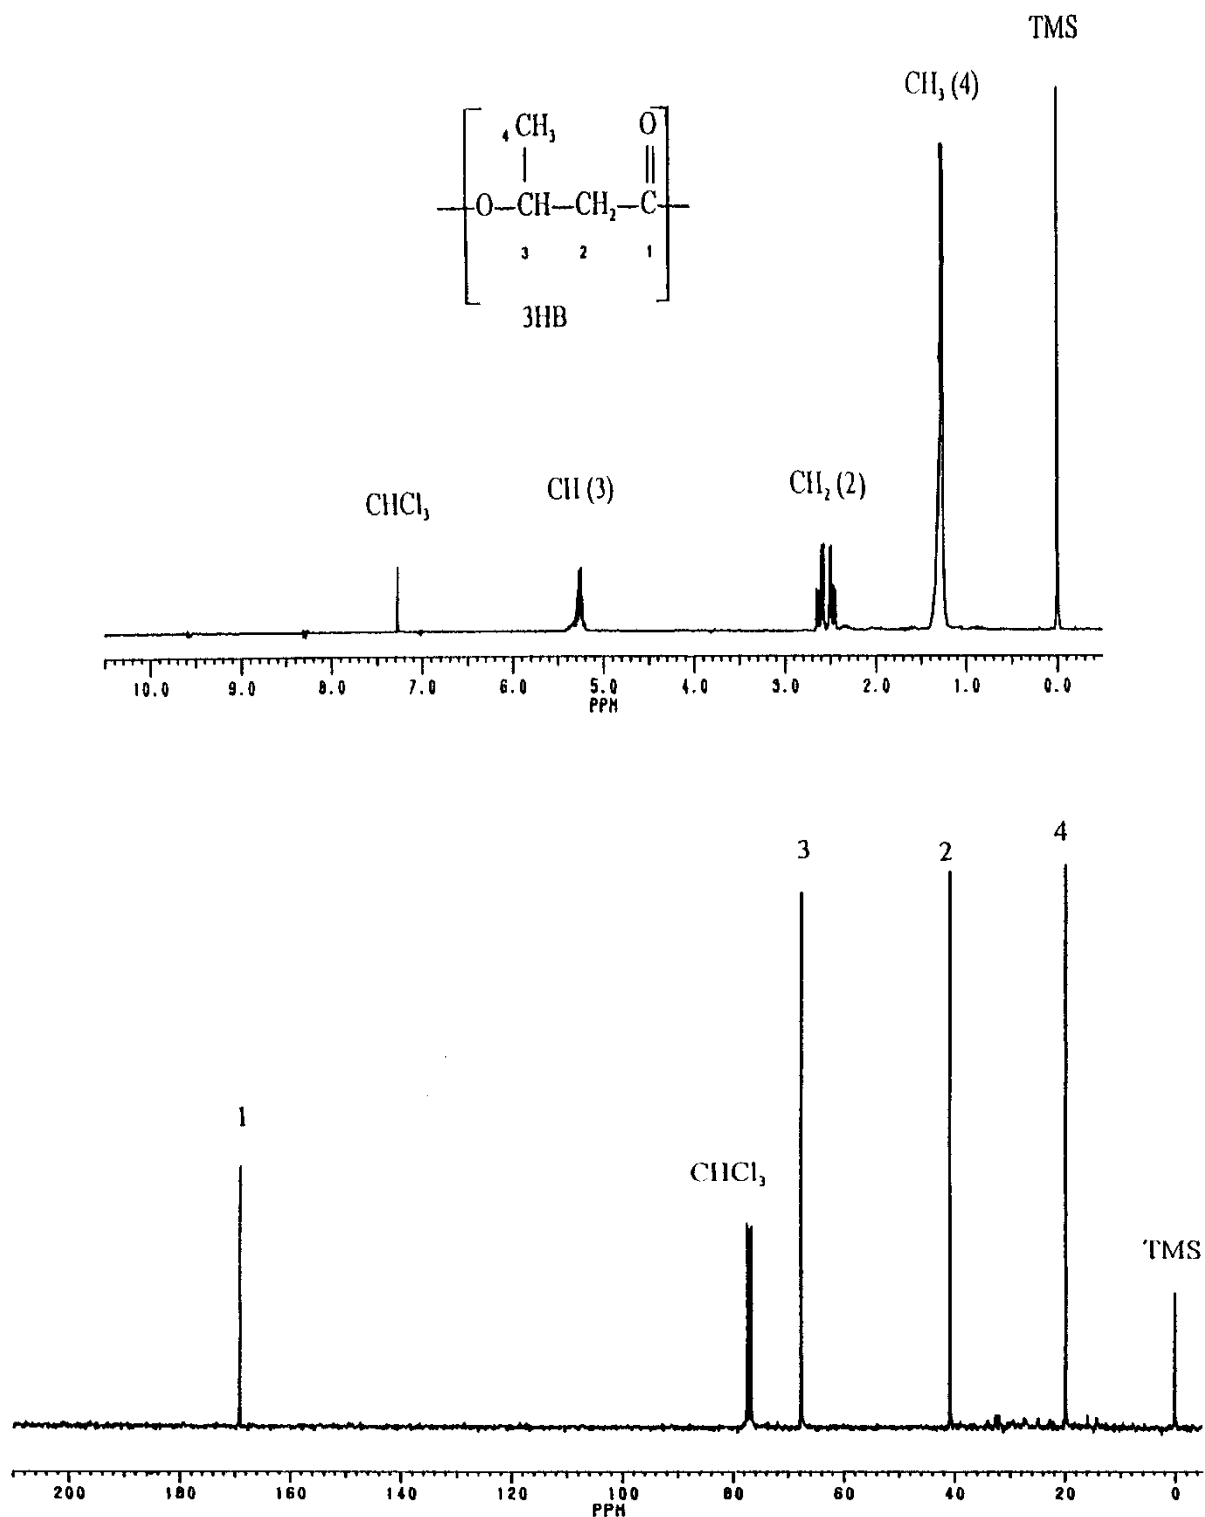 TMS
CH₃ (4)
₄ CH₃ O
O CH CH₂ C
3 2 1
3HB
CHCl₃ CH (3) CH₂ (2)
10.0 9.0 8.0 7.0 6.0 5.0 4.0 3.0 2.0 1.0 0.0
PPM
4
3 2
1
CHCl₃
TMS
200 180 160 140 120 100 80 60 40 20 0
PPM